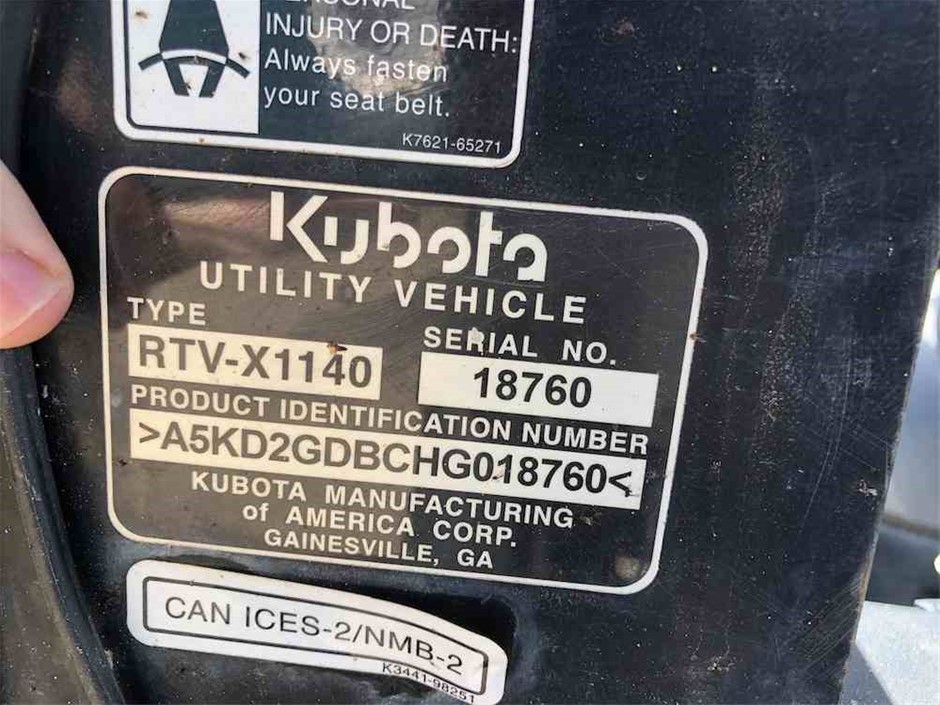 PERSONAL
INJURY OR DEATH:
Always fasten
your seat belt.
K7621-65271
Kubota
UTILITY VEHICLE
TYPE
SERIAL NO.
RTV-X1140
18760
PRODUCT IDENTIFICATION NUMBER
>A5KD2GDBCHG018760<
KUBOTA MANUFACTURING
of AMERICA CORP.
GAINESVILLE, GA
CAN ICES-2/NMB-2
K3441-98251